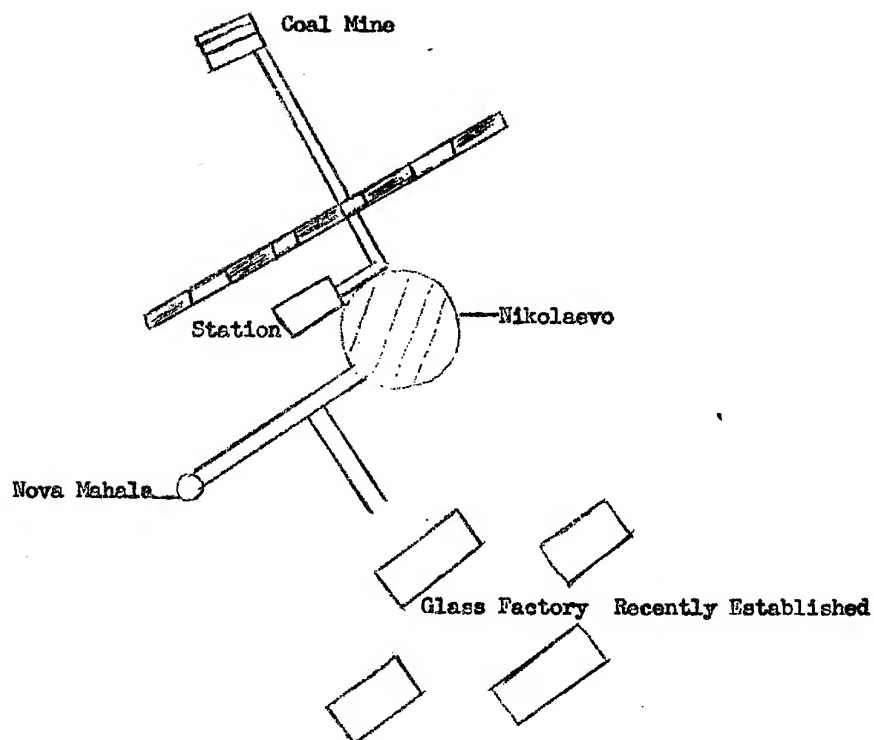 Coal Mine
Station
Nikolaevo
Nova Mahala
Glass Factory Recently Established